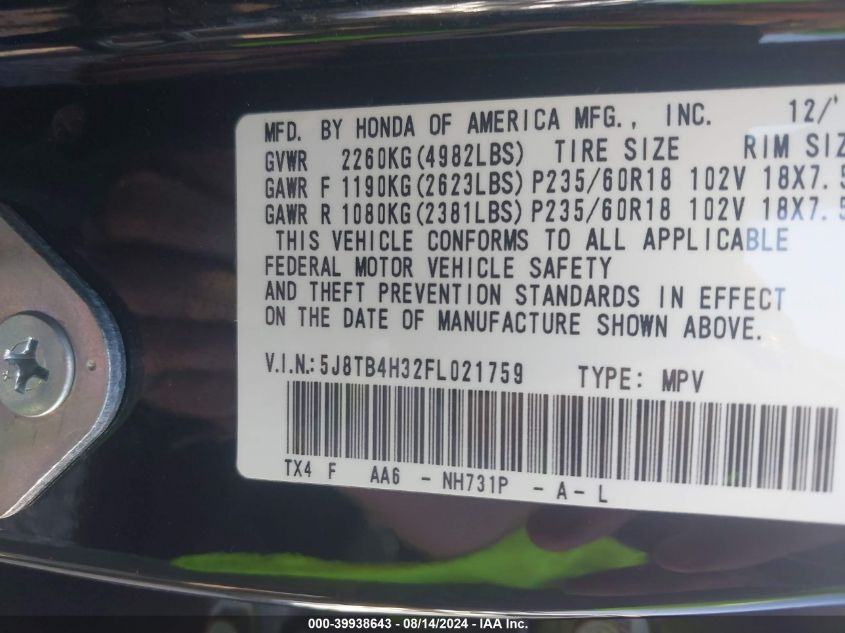 MFD. BY HONDA OF AMERICA MFG., INC. 12/'
GVWR 2260KG(4982LBS) TIRE SIZE RIM SIZ
GAWR F 1190KG(2623LBS) P235/60R18 102V 18X7.5
GAWR R 1080KG(2381LBS) P235/60R18 102V 18X7.5
THIS VEHICLE CONFORMS TO ALL APPLICABLE
FEDERAL MOTOR VEHICLE SAFETY
AND THEFT PREVENTION STANDARDS IN EFFECT
ON THE DATE OF MANUFACTURE SHOWN ABOVE.
V.I.N.: 5J8TB4H32FL021759 TYPE: MPV
TX4 F AA6 - NH731P - A - L
000-39938643 - 08/14/2024 - IAA Inc.